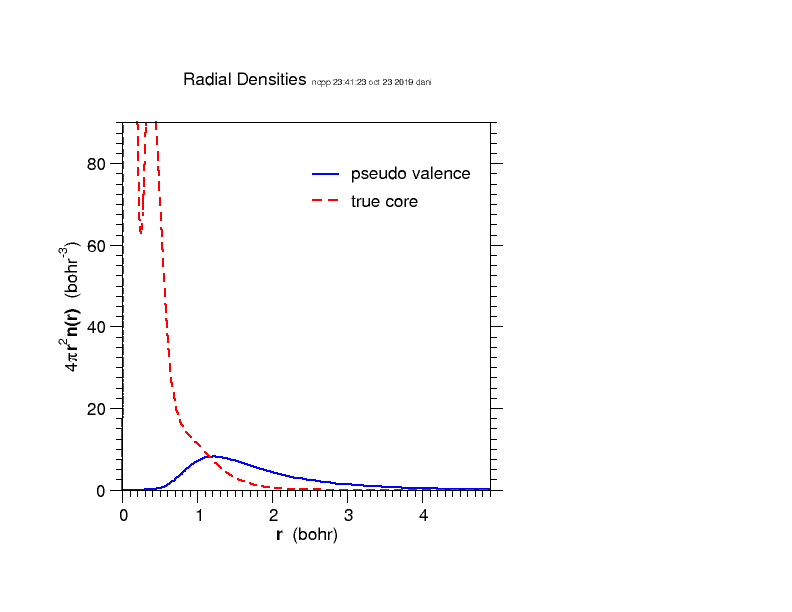 Radial Densities ncpp 23:41:23 oct 23 2019 dani
pseudo valence
true core
80
60
40
20
0
4πr²n(r) (bohr⁻³)
0 1 2 3 4
r (bohr)